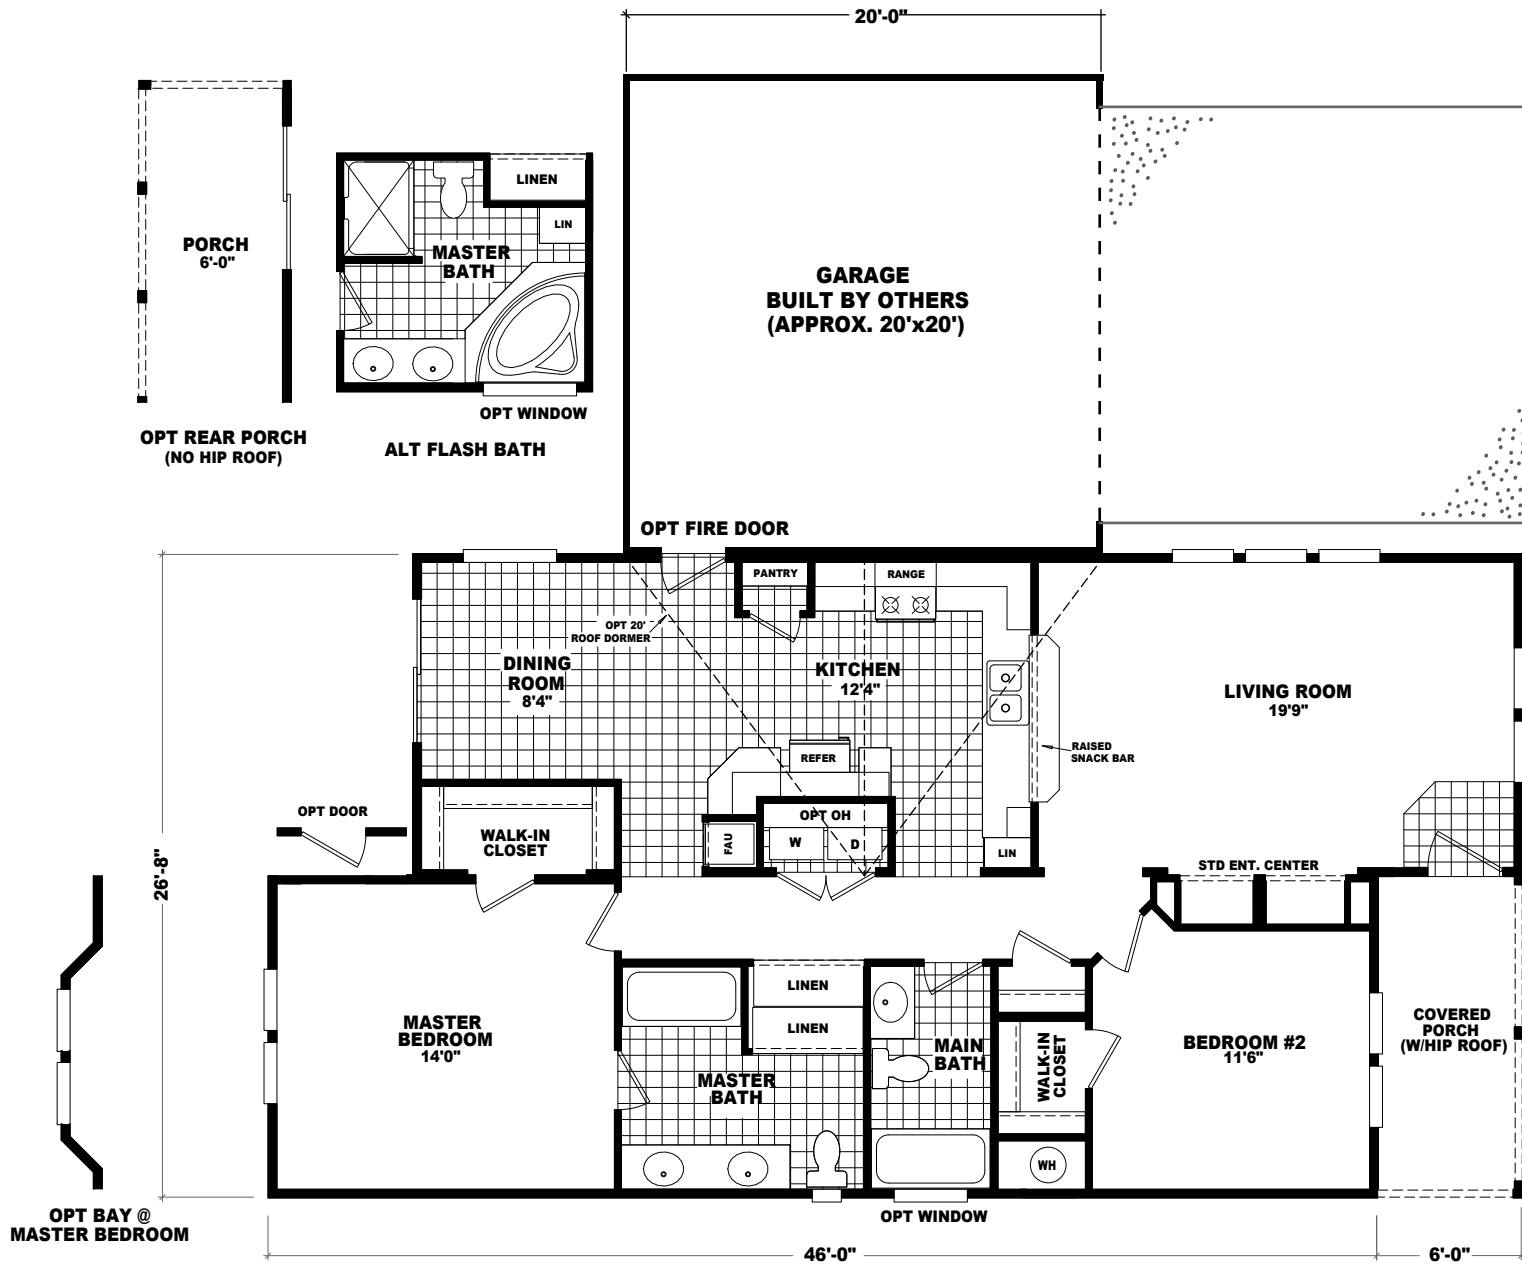 20'-0"
PORCH
6'-0"
OPT REAR PORCH
(NO HIP ROOF)
LINEN
LIN
MASTER
BATH
OPT WINDOW
ALT FLASH BATH
GARAGE
BUILT BY OTHERS
(APPROX. 20'x20')
OPT FIRE DOOR
PANTRY
RANGE
OPT 20'
ROOF DORMER
DINING
ROOM
8'4"
KITCHEN
12'4"
LIVING ROOM
19'9"
REFER
RAISED
SNACK BAR
OPT DOOR
WALK-IN
CLOSET
FAU
OPT OH
W
D
LIN
STD ENT. CENTER
26'-8"
MASTER
BEDROOM
14'0"
LINEN
LINEN
MASTER
BATH
MAIN
BATH
WALK-IN
CLOSET
WH
BEDROOM #2
11'6"
COVERED
PORCH
(W/HIP ROOF)
OPT BAY @
MASTER BEDROOM
OPT WINDOW
46'-0"
6'-0"